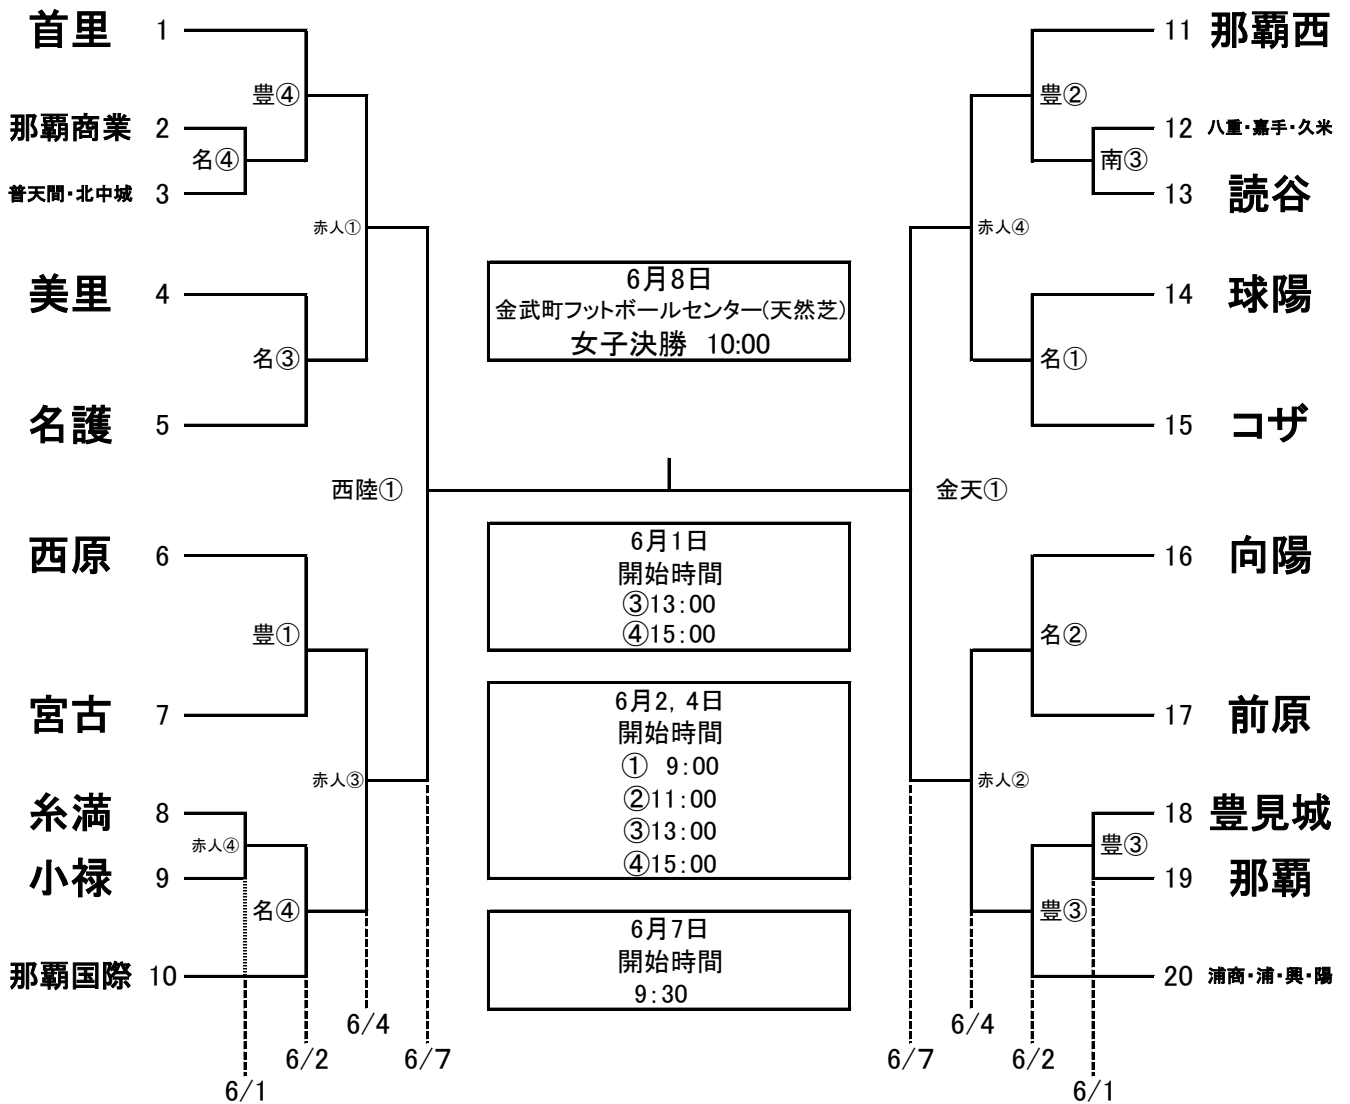 首里 1
豊④
那覇商業 2
名④
普天間・北中城 3
赤人①
美里 4
名③
名護 5
西陸①
西原 6
豊①
宮古 7
赤人③
糸満 8
赤人④
小禄 9
名④
那覇国際 10
6/1
6/2
6/4
6/7
6月8日
金武町フットボールセンター(天然芝)
女子決勝 10:00
6月1日
開始時間
③13:00
④15:00
6月2, 4日
開始時間
① 9:00
②11:00
③13:00
④15:00
6月7日
開始時間
9:30
11 那覇西
豊②
12 八重・嘉手・久米
南③
13 読谷
赤人④
14 球陽
名①
15 コザ
金天①
16 向陽
名②
17 前原
赤人②
18 豊見城
豊③
19 那覇
豊③
20 浦商・浦・興・陽
6/7
6/4
6/2
6/1